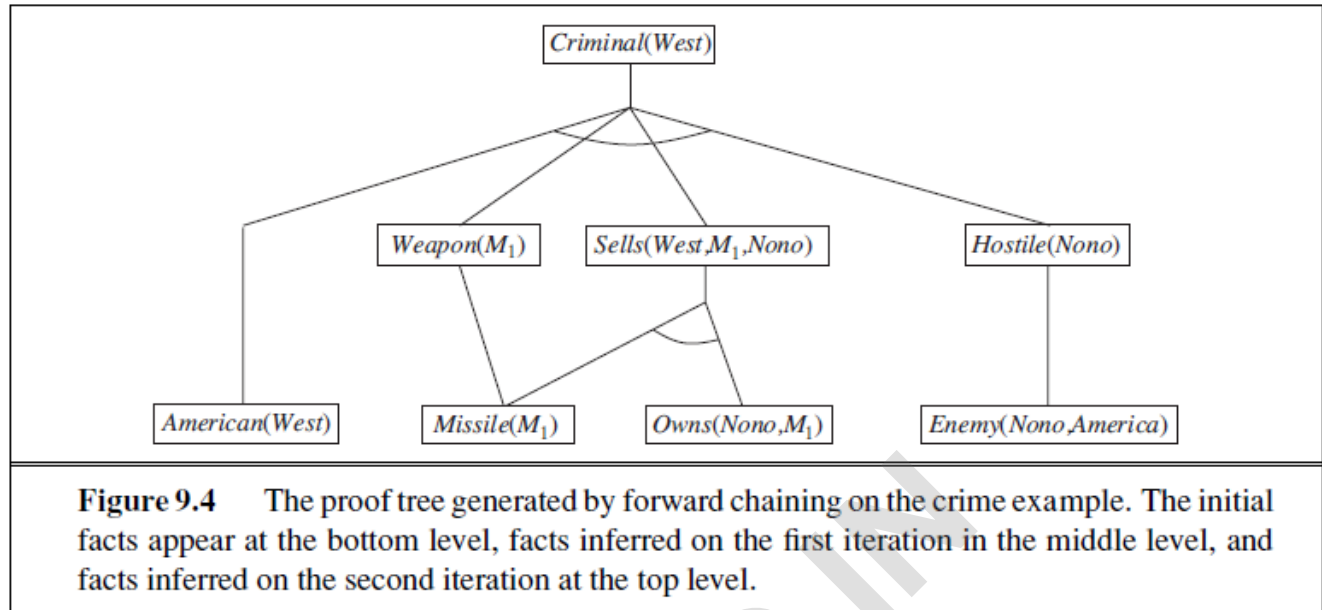 Criminal(West)
Weapon(M₁)
Sells(West,M₁,Nono)
Hostile(Nono)
American(West)
Missile(M₁)
Owns(Nono,M₁)
Enemy(Nono,America)
Figure 9.4 The proof tree generated by forward chaining on the crime example. The initial
facts appear at the bottom level, facts inferred on the first iteration in the middle level, and
facts inferred on the second iteration at the top level.
IN